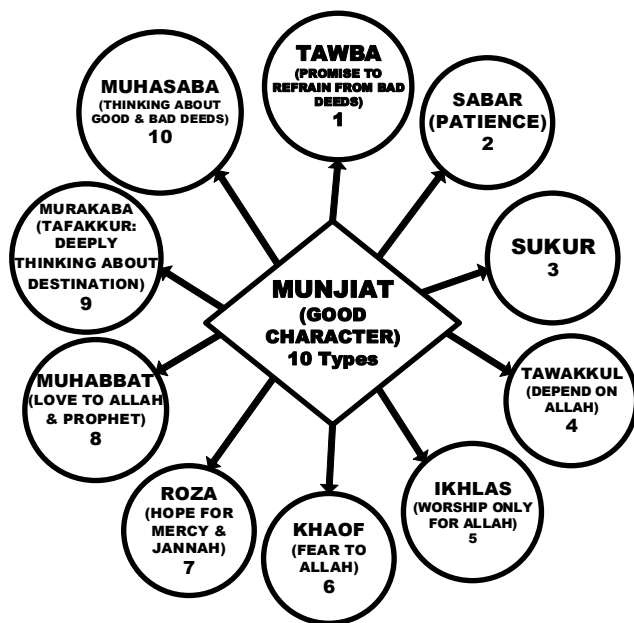 TAWBA
(PROMISE TO
REFRAIN FROM BAD
DEEDS)
1
SABAR
(PATIENCE)
2
SUKUR
3
TAWAKKUL
(DEPEND ON
ALLAH)
4
IKHLAS
(WORSHIP ONLY
FOR ALLAH)
5
KHAOF
(FEAR TO
ALLAH)
6
ROZA
(HOPE FOR
MERCY &
JANNAH)
7
MUHABBAT
(LOVE TO ALLAH
& PROPHET)
8
MURAKABA
(TAFAKKUR:
DEEPLY
THINKING ABOUT
DESTINATION)
9
MUHASABA
(THINKING ABOUT
GOOD & BAD DEEDS)
10
MUNJIAT
(GOOD
CHARACTER)
10 Types